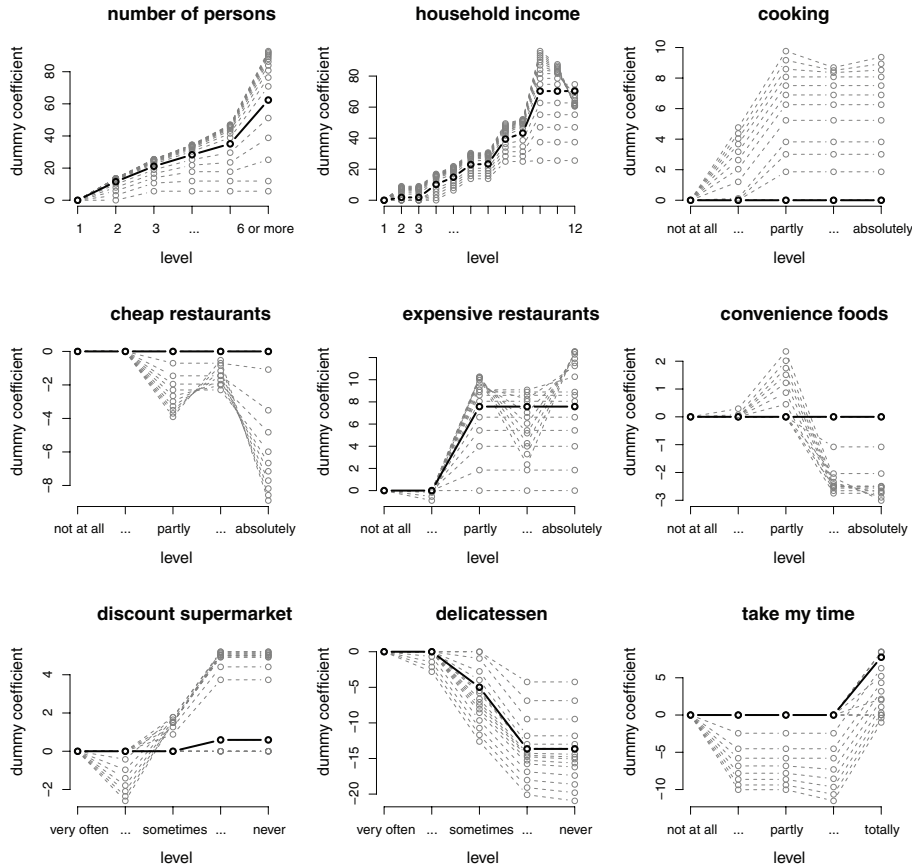 number of persons
dummy coefficient
0 20 40 60 80
1 2 3 ... 6 or more
level
household income
dummy coefficient
0 20 40 60 80 100
1 2 3 ... 12
level
cooking
dummy coefficient
0 2 4 6 8 10
not at all ... partly ... absolutely
level
cheap restaurants
dummy coefficient
-8 -6 -4 -2 0
not at all ... partly ... absolutely
level
expensive restaurants
dummy coefficient
0 2 4 6 8 10
not at all ... partly ... absolutely
level
convenience foods
dummy coefficient
-3 -2 -1 0 1 2
not at all ... partly ... absolutely
level
discount supermarket
dummy coefficient
-2 0 2 4
very often ... sometimes ... never
level
delicatessen
dummy coefficient
-20 -15 -10 -5 0
very often ... sometimes ... never
level
take my time
dummy coefficient
-10 -5 0 5
not at all ... partly ... totally
level